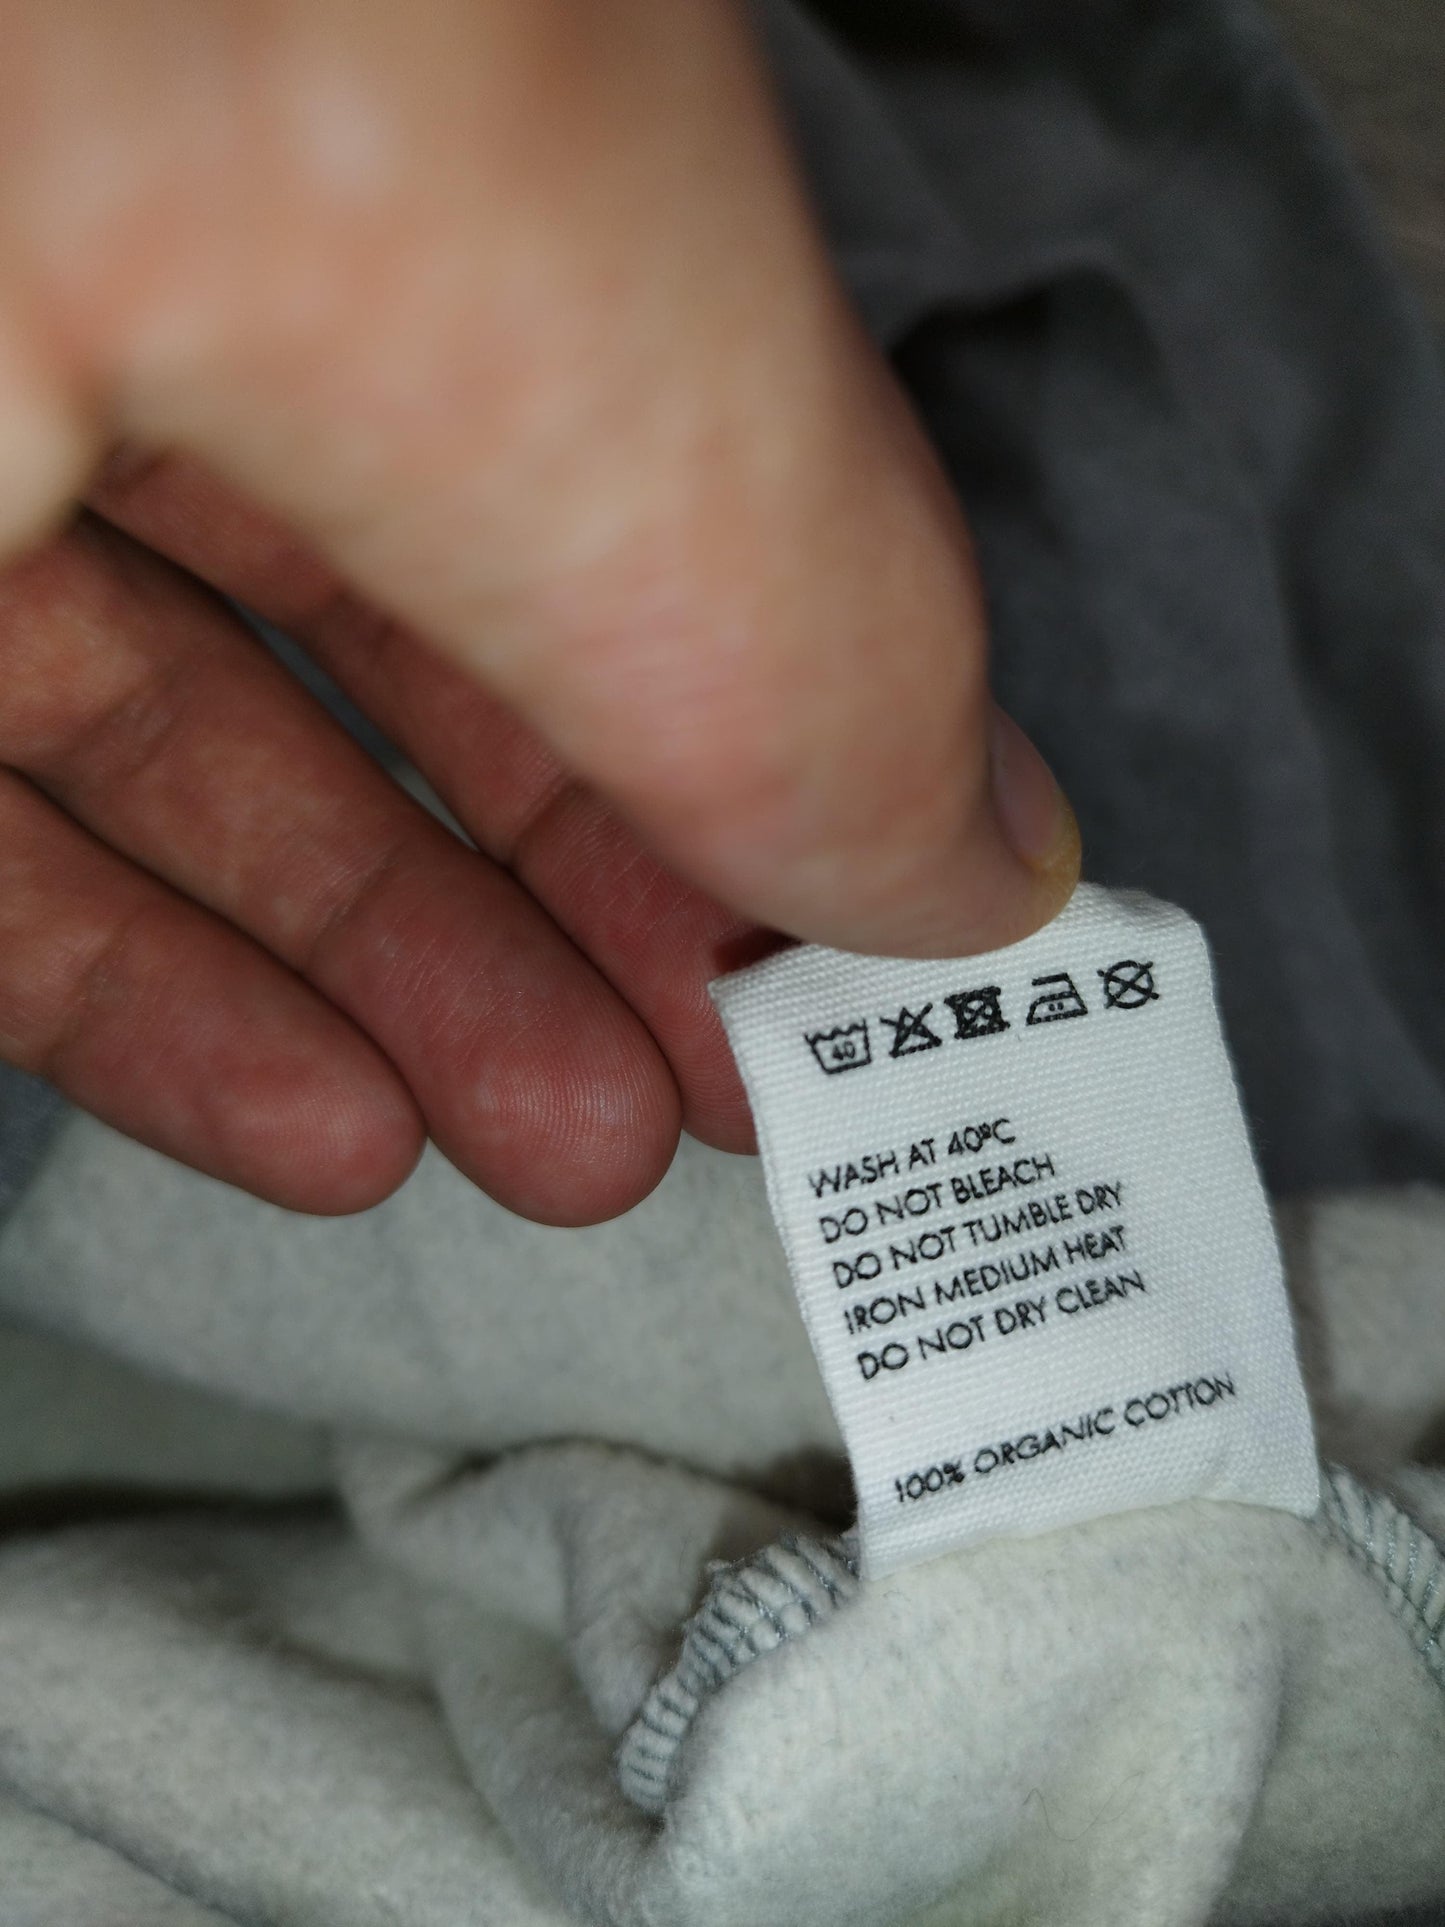 40
WASH AT 40ºC
DO NOT BLEACH
DO NOT TUMBLE DRY
IRON MEDIUM HEAT
DO NOT DRY CLEAN
100% ORGANIC COTTON